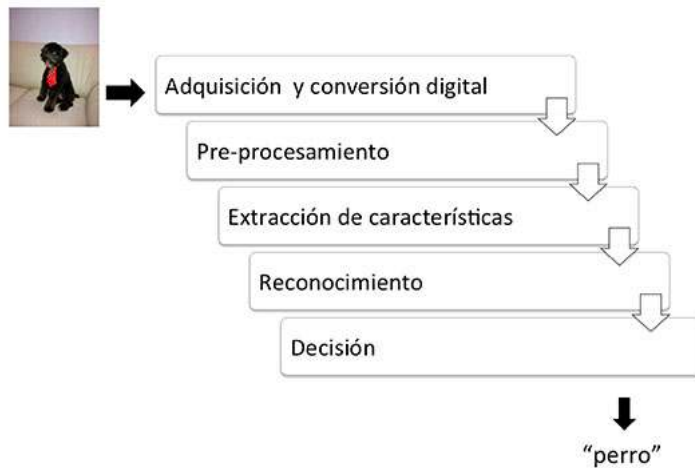 Adquisición  y conversión digital
Pre-procesamiento
Extracción de características
Reconocimiento
Decisión
“perro”